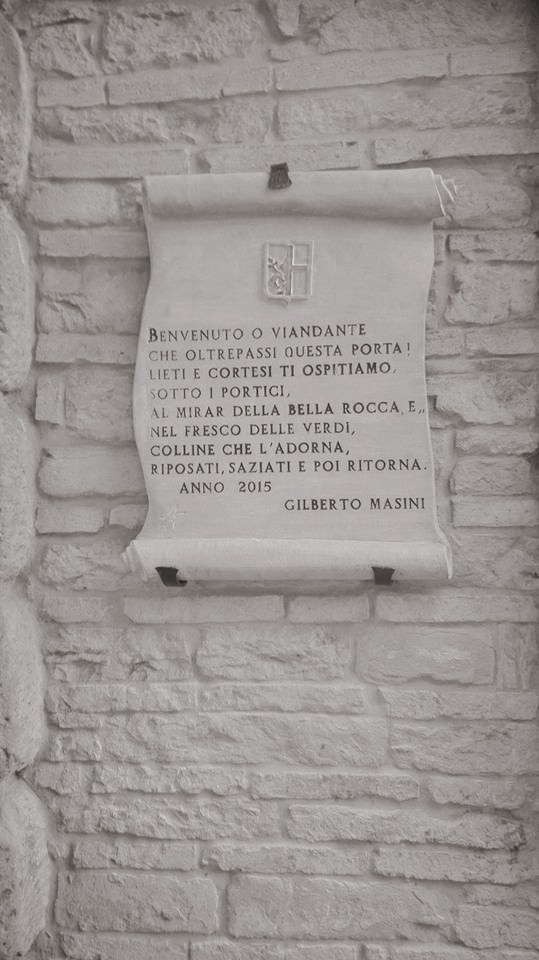 BENVENUTO O VIANDANTE
CHE OLTREPASSI QUESTA PORTA!
LIETI E CORTESI TI OSPITIAMO,
SOTTO I PORTICI,
AL MIRAR DELLA BELLA ROCCA, E,,
NEL FRESCO DELLE VERDI,
COLLINE CHE L'ADORNA,
RIPOSATI, SAZIATI E POI RITORNA.
ANNO 2015
GILBERTO MASINI